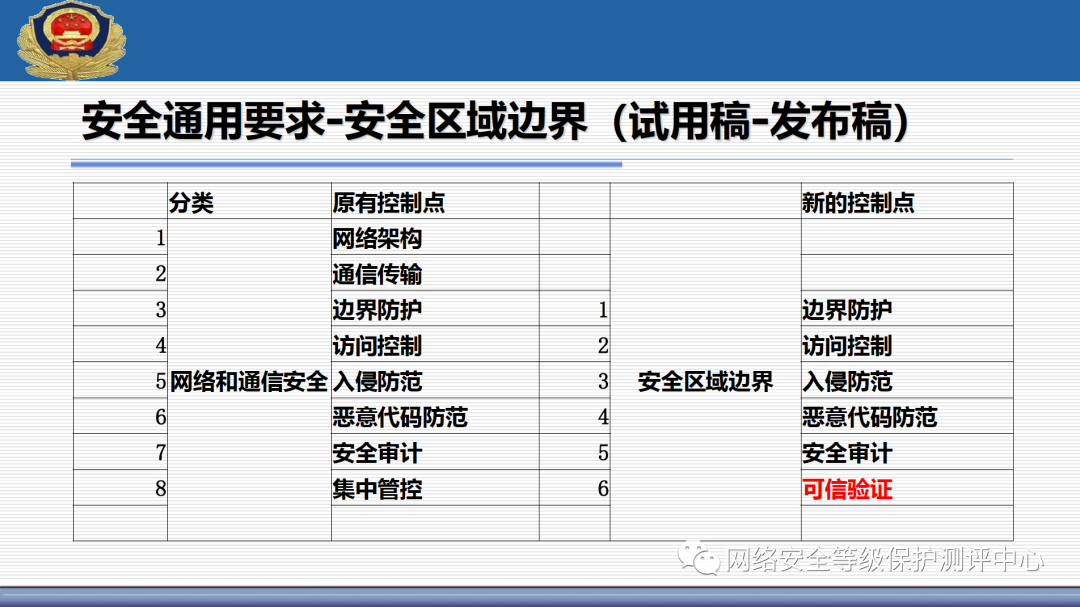 安全通用要求-安全区域边界（试用稿-发布稿）
分类 原有控制点 新的控制点
1 网络架构
2 通信传输
3 边界防护 1 边界防护
4 访问控制 2 访问控制
5 网络和通信安全 入侵防范 3 安全区域边界 入侵防范
6 恶意代码防范 4 恶意代码防范
7 安全审计 5 安全审计
8 集中管控 6 可信验证
网络安全等级保护测评中心